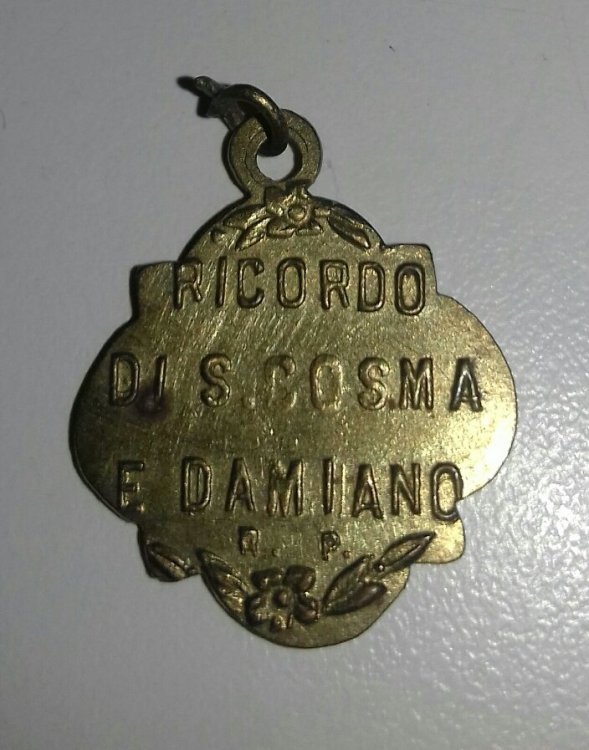 RICORDO
DI S. COSMA
E DAMIANO
R. P.